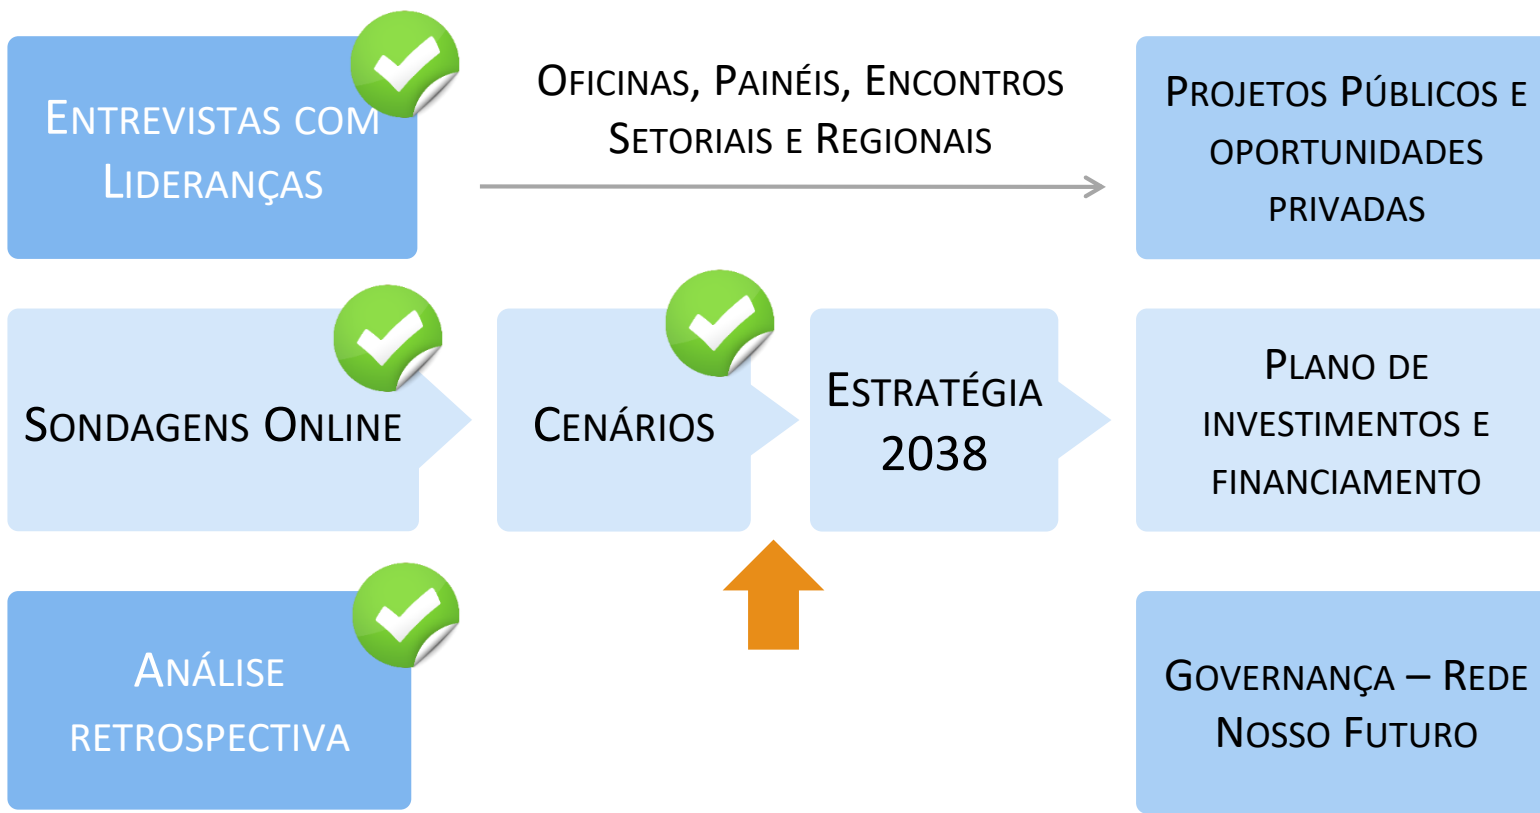 Entrevistas com
Lideranças
Oficinas, Painéis, Encontros
Setoriais e Regionais
Projetos Públicos e
oportunidades
privadas
Sondagens Online
Cenários
Estratégia
2038
Plano de
investimentos e
financiamento
Análise
retrospectiva
Governança – Rede
Nosso Futuro